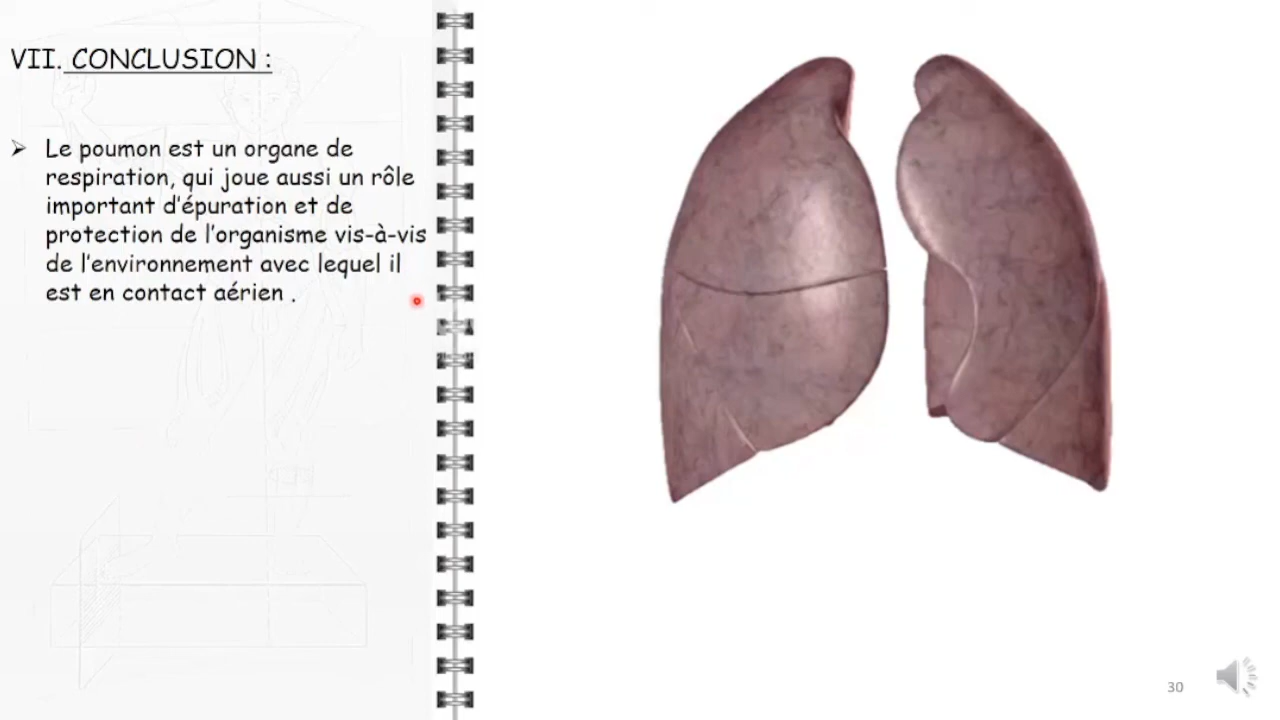 VII. CONCLUSION :
➢ Le poumon est un organe de
respiration, qui joue aussi un rôle
important d’épuration et de
protection de l’organisme vis-à-vis
de l’environnement avec lequel il
est en contact aérien .
30